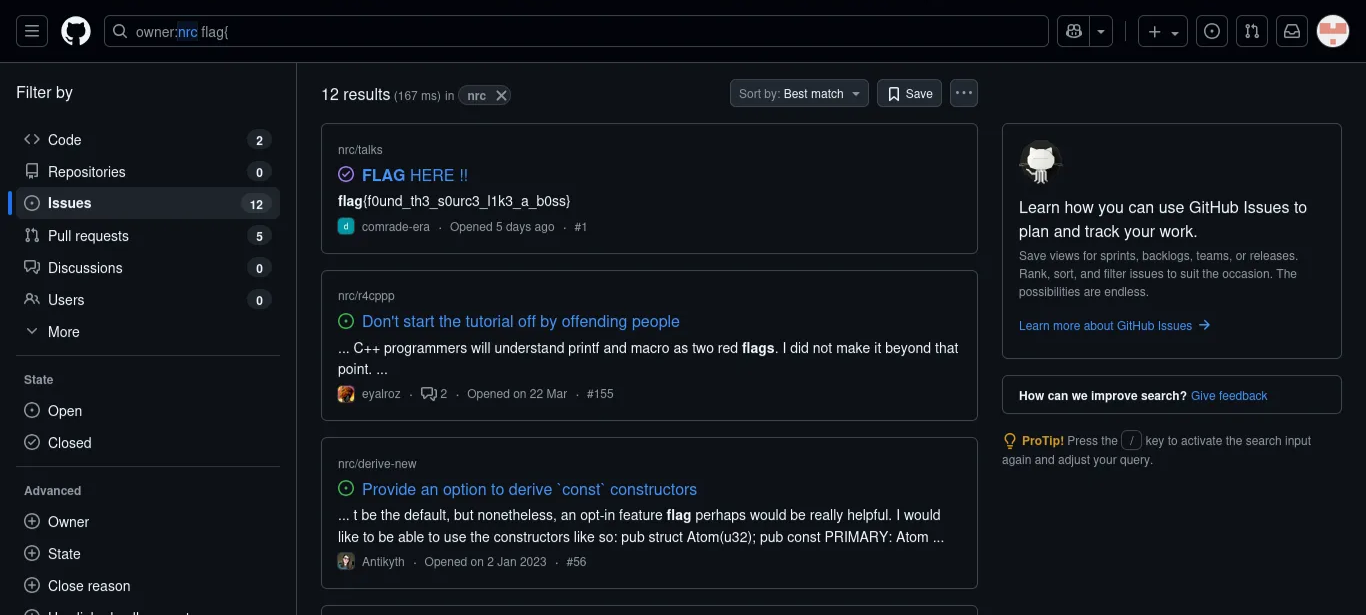 owner:nrc flag{
Filter by
Code 2
Repositories 0
Issues 12
Pull requests 5
Discussions 0
Users 0
More
State
Open
Closed
Advanced
Owner
State
Close reason
12 results (167 ms) in nrc
Sort by: Best match
Save
nrc/talks
FLAG HERE !!
flag{f0und_th3_s0urc3_l1k3_a_b0ss}
d comrade-era · Opened 5 days ago · #1
nrc/r4cppp
Don't start the tutorial off by offending people
... C++ programmers will understand printf and macro as two red flags. I did not make it beyond that
point. ...
eyalroz · 2 · Opened on 22 Mar · #155
nrc/derive-new
Provide an option to derive `const` constructors
... t be the default, but nonetheless, an opt-in feature flag perhaps would be really helpful. I would
like to be able to use the constructors like so: pub struct Atom(u32); pub const PRIMARY: Atom ...
Antikyth · Opened on 2 Jan 2023 · #56
Learn how you can use GitHub Issues to
plan and track your work.
Save views for sprints, backlogs, teams, or releases.
Rank, sort, and filter issues to suit the occasion. The
possibilities are endless.
Learn more about GitHub Issues →
How can we improve search? Give feedback
ProTip! Press the / key to activate the search input
again and adjust your query.